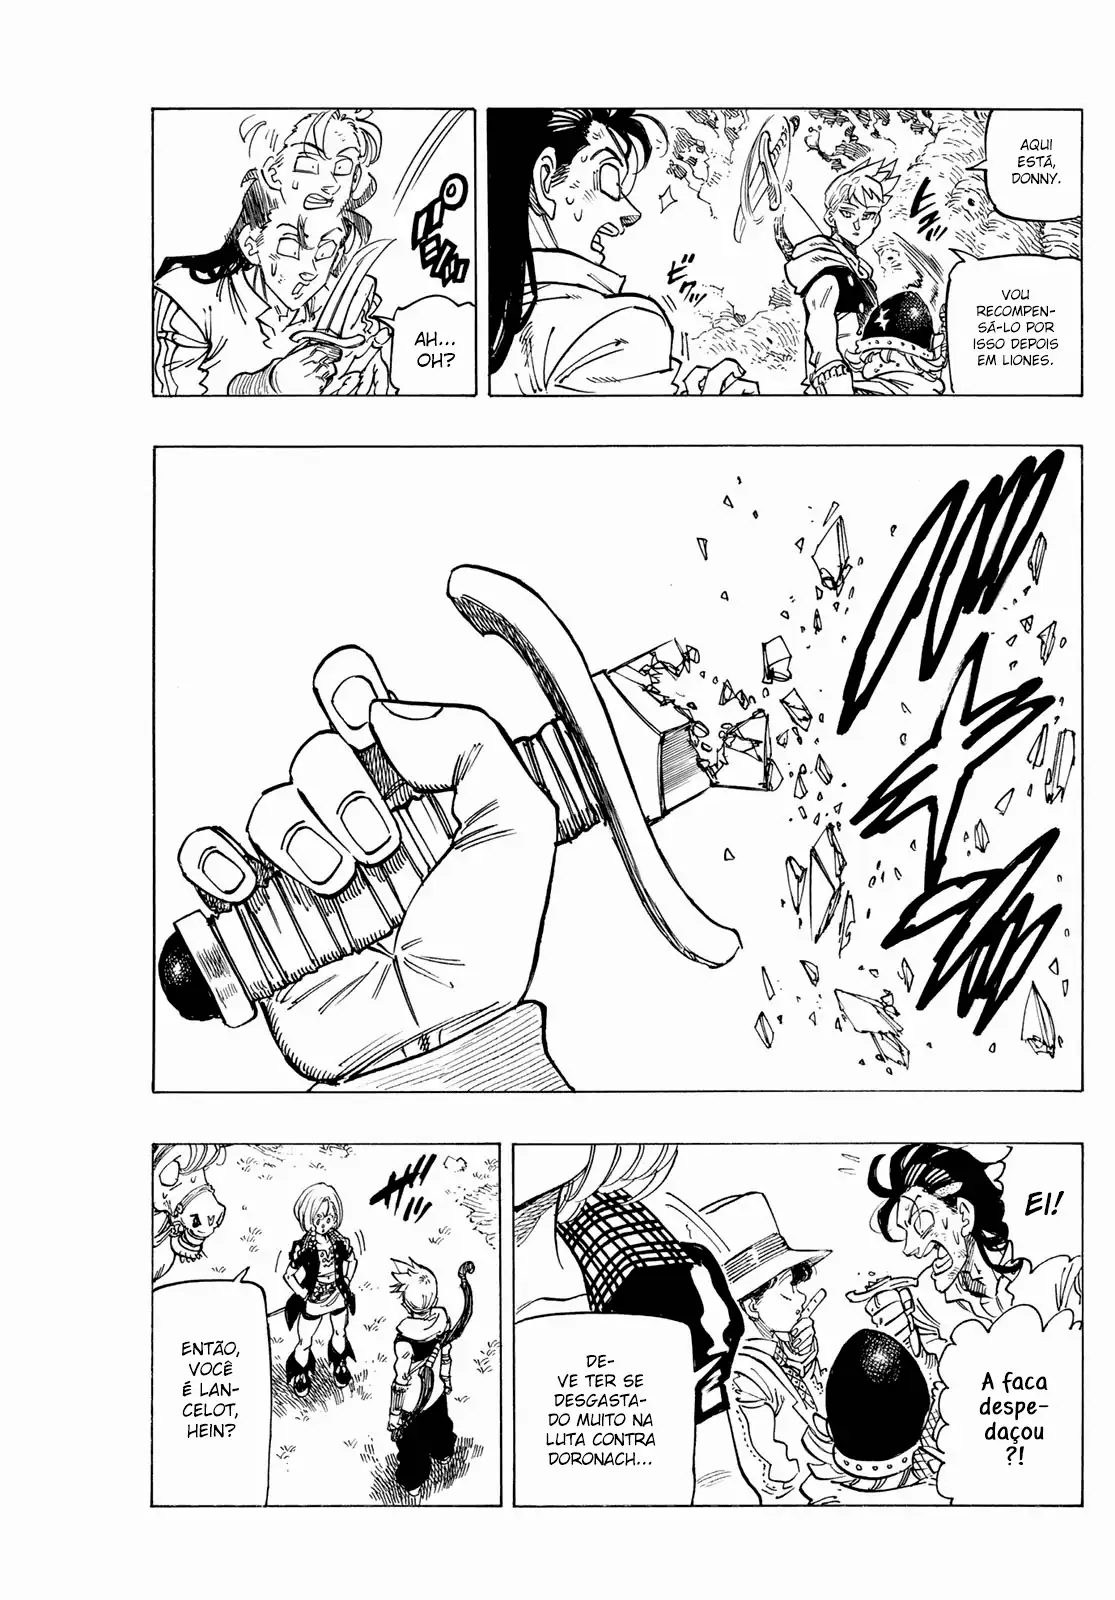 AQUI
ESTÁ,
DONNY.
VOU
RECOMPEN-
SÁ-LO POR
ISSO DEPOIS
EM LIONES.
AH...
OH?
EI!
A faca
despe-
daçou
?!
DE-
VE TER SE
DESGASTA-
DO MUITO NA
LUTA CONTRA
DORONACH...
ENTÃO,
VOCÊ
É LAN-
CELOT,
HEIN?